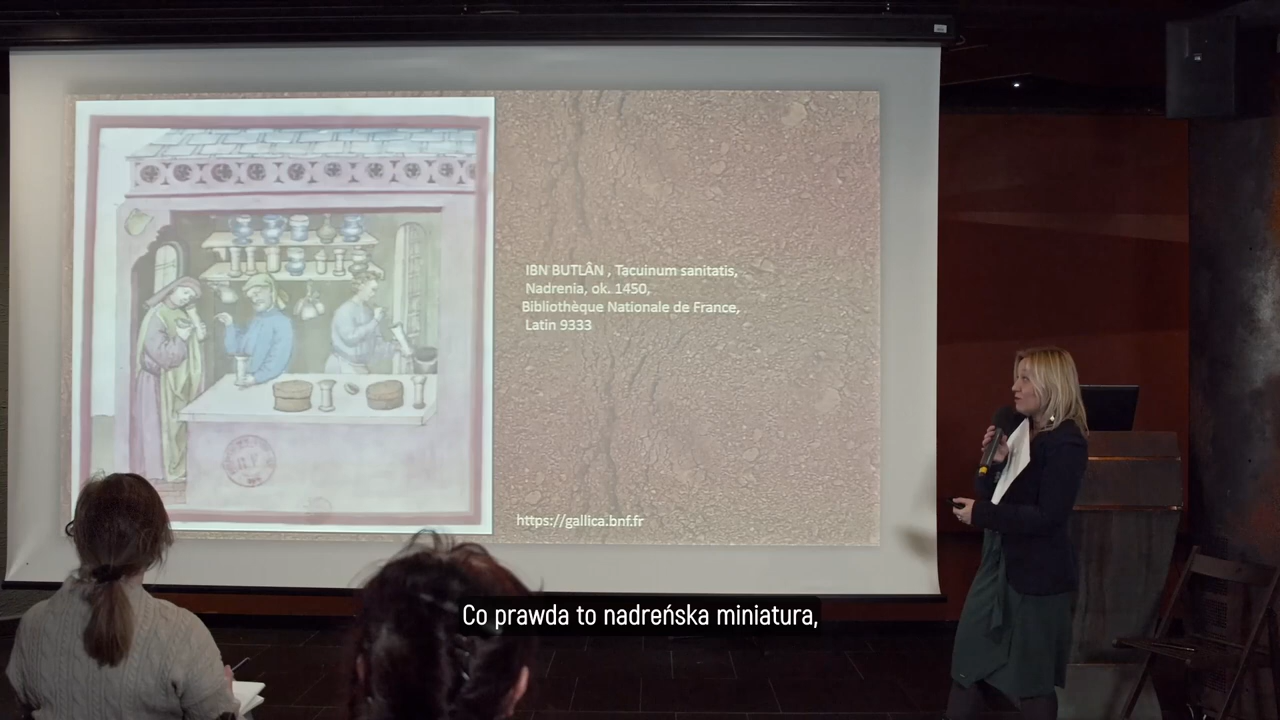 IBN BUTLÂN , Tacuinum sanitatis,
Nadrenia, ok. 1450,
Bibliothèque Nationale de France,
Latin 9333
https://gallica.bnf.fr
Co prawda to nadreńska miniatura,